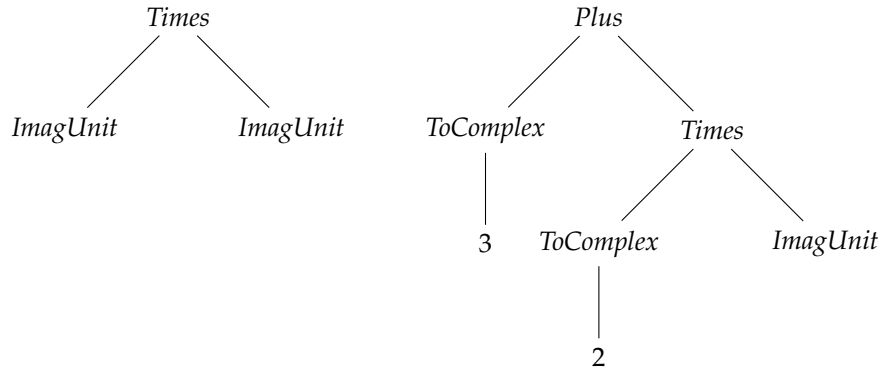 Times Plus
ImagUnit ImagUnit ToComplex Times
3 ToComplex ImagUnit
2